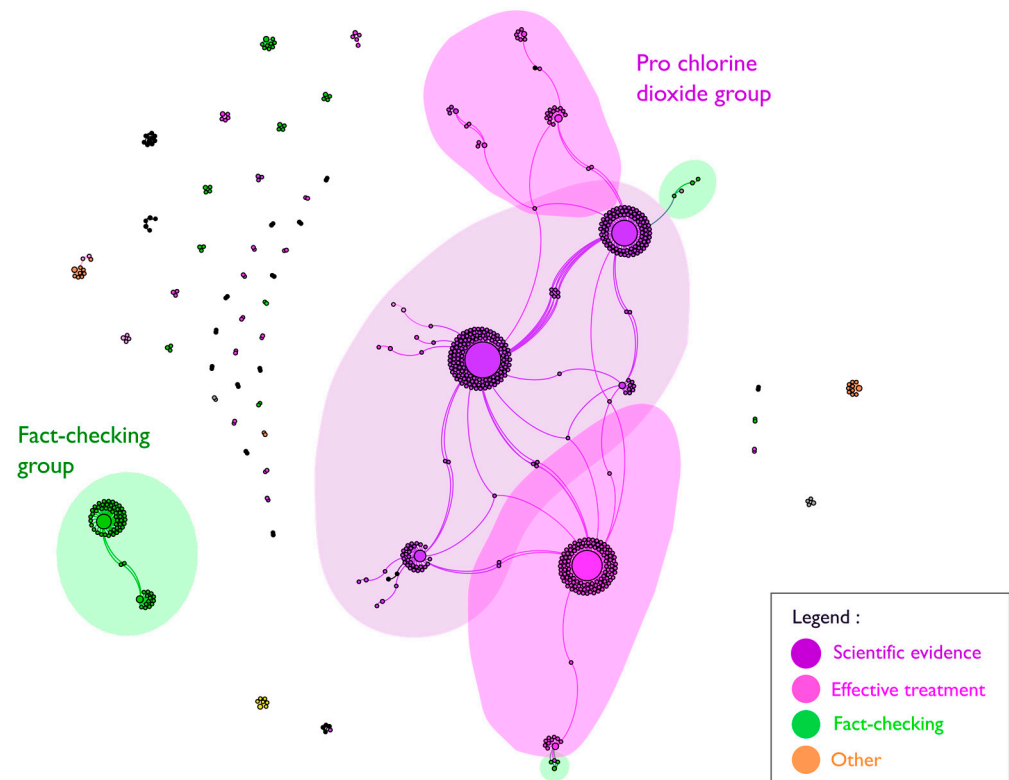 Pro chlorine
dioxide group
Fact-checking
group
Legend :
Scientific evidence
Effective treatment
Fact-checking
Other